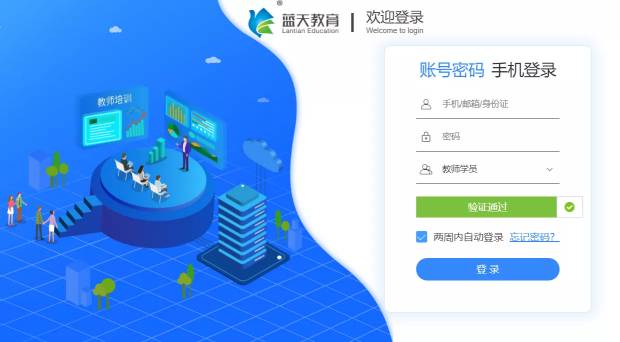 蓝天教育®
Lantian Education
欢迎登录
Welcome to login
教师培训
账号密码 手机登录
手机/邮箱/身份证
密码
教师学员
验证通过
两周内自动登录 忘记密码?
登 录